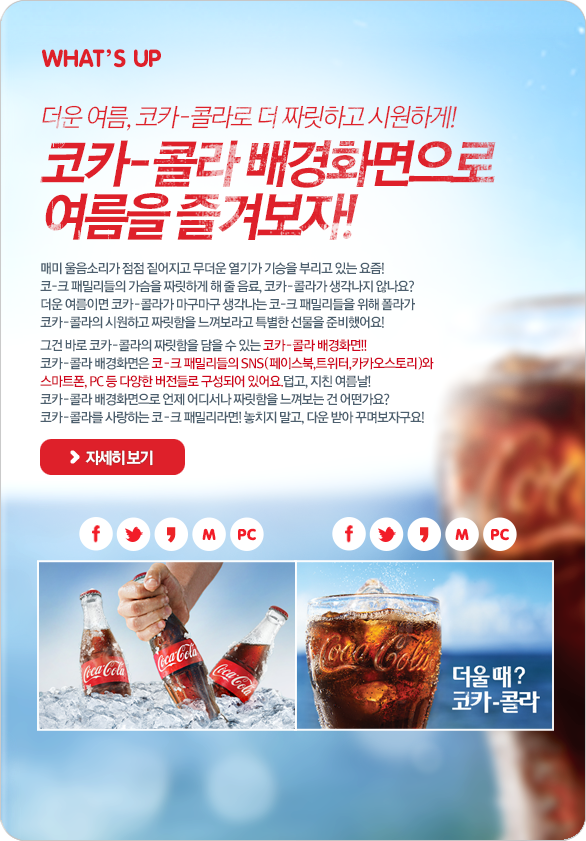 WHAT'S UP
더운 여름, 코카-콜라로 더 짜릿하고 시원하게!
코카-콜라 배경화면으로
여름을 즐겨보자!
매미 울음소리가 점점 짙어지고 무더운 열기가 기승을 부리고 있는 요즘!
코-크 패밀리들의 가슴을 짜릿하게 해 줄 음료, 코카-콜라가 생각나지 않나요?
더운 여름이면 코카-콜라가 마구마구 생각나는 코-크 패밀리들을 위해 폴라가
코카-콜라의 시원하고 짜릿함을 느껴보라고 특별한 선물을 준비했어요!
그건 바로 코카-콜라의 짜릿함을 담을 수 있는 코카-콜라 배경화면!!
코카-콜라 배경화면은 코-크 패밀리들의 SNS(페이스북,트위터,카카오스토리)와
스마트폰, PC 등 다양한 버전들로 구성되어 있어요.덥고, 지친 여름날!
코카-콜라 배경화면으로 언제 어디서나 짜릿함을 느껴보는 건 어떤가요?
코카-콜라를 사랑하는 코-크 패밀리라면! 놓치지 말고, 다운 받아 꾸며보자구요!
자세히 보기
f M PC f M PC
Coca-Cola Coca-Cola Coca-Cola Coca-Cola
더울 때?
코카-콜라